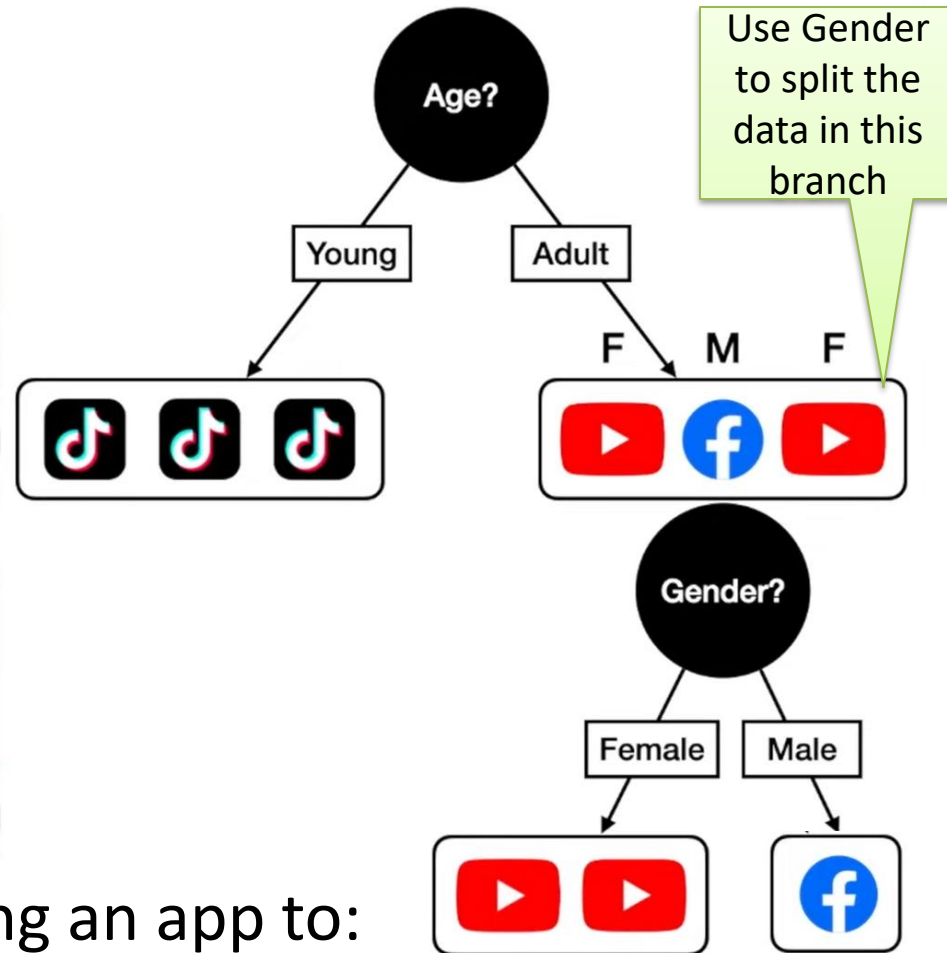 Use Gender
to split the
data in this
branch
Age?
Young
Adult
F M F
Gender?
Female
Male
ng an app to: